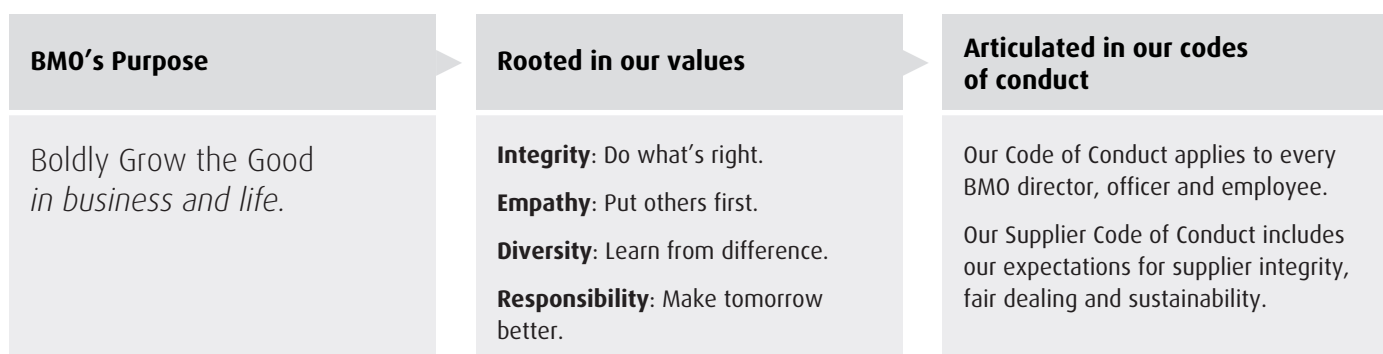 BMO's Purpose
Boldly Grow the Good
in business and life.
Rooted in our values
Integrity: Do what's right.
Empathy: Put others first.
Diversity: Learn from difference.
Responsibility: Make tomorrow
better.
Articulated in our codes
of conduct
Our Code of Conduct applies to every
BMO director, officer and employee.
Our Supplier Code of Conduct includes
our expectations for supplier integrity,
fair dealing and sustainability.